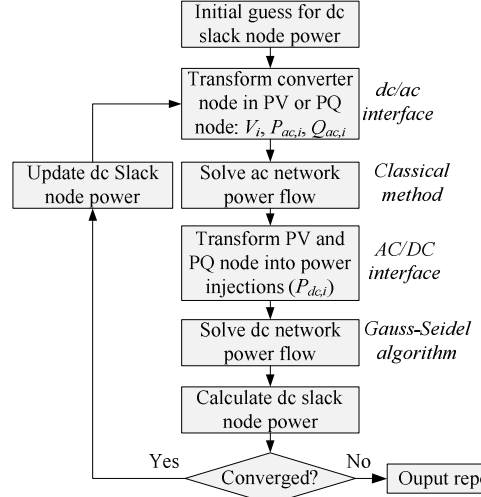 Initial guess for dc
slack node power
Transform converter
node in PV or PQ
node: Vi, Pac,i, Qac,i
dc/ac
interface
Update dc Slack
node power
Solve ac network
power flow
Classical
method
Transform PV and
PQ node into power
injections (Pdc,i)
AC/DC
interface
Solve dc network
power flow
Gauss-Seidel
algorithm
Calculate dc slack
node power
Yes
Converged?
No
Ouput repo